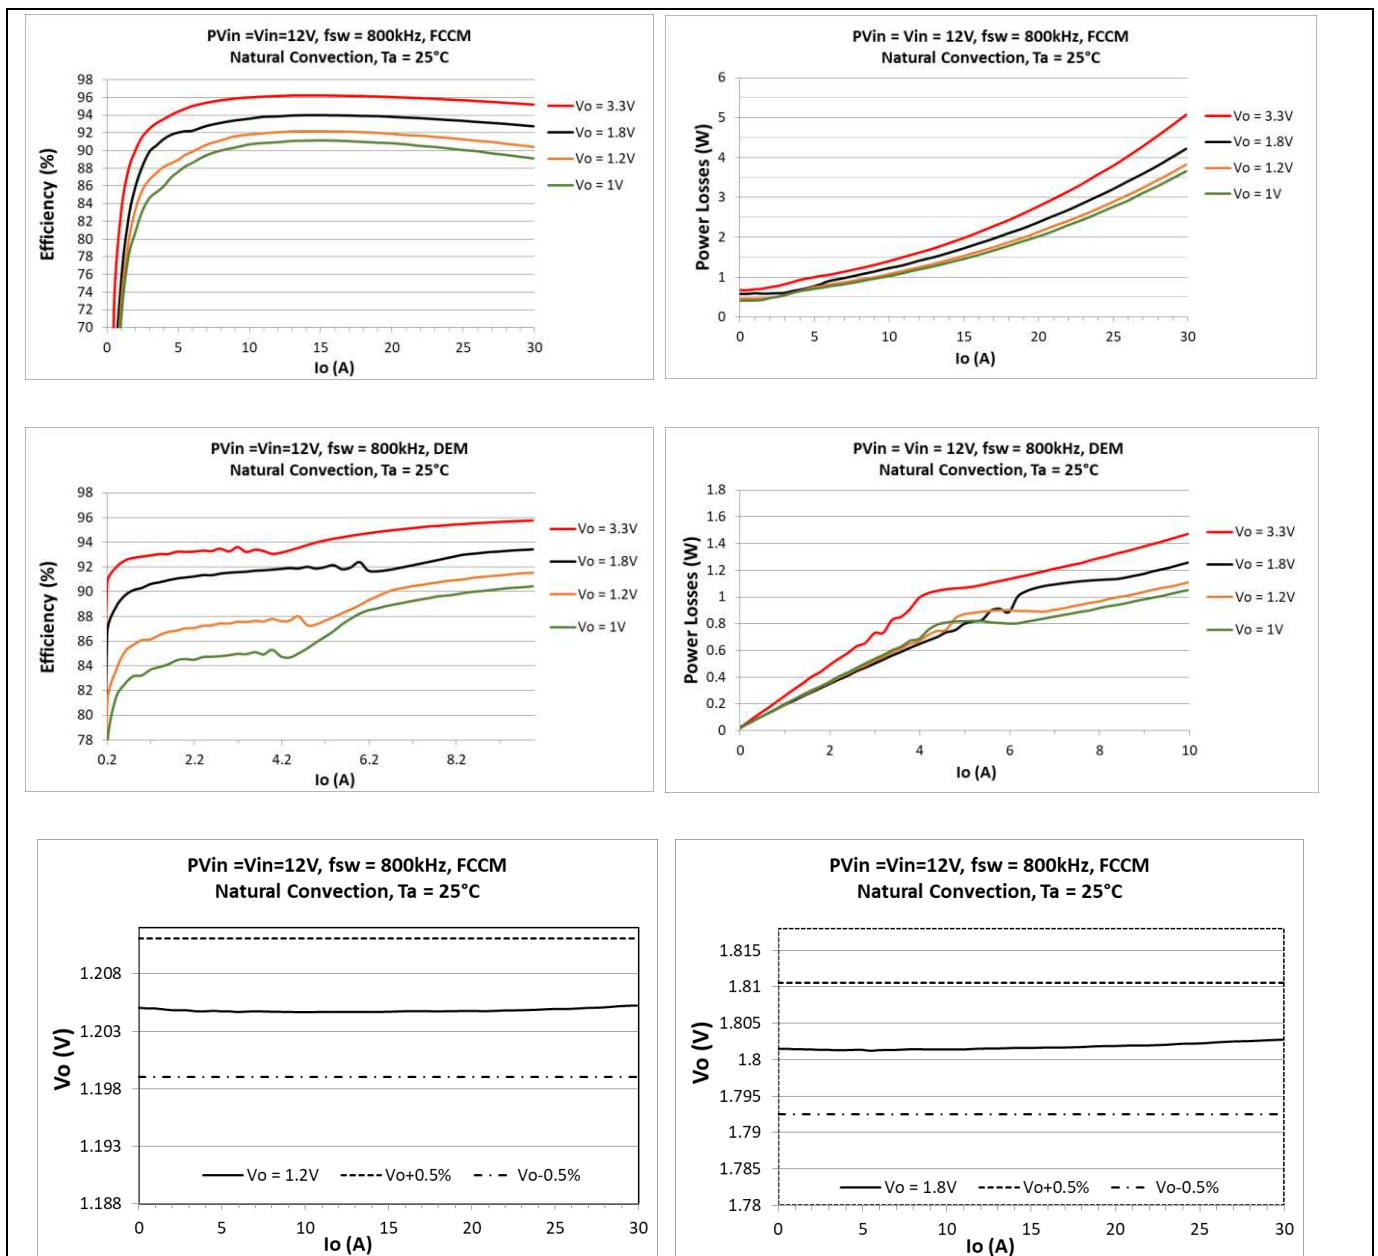 PVin =Vin=12V, fsw = 800kHz, FCCM
Natural Convection, Ta = 25°C
Efficiency (%)
98
96
94
92
90
88
86
84
82
80
78
76
74
72
70
0 5 10 15 20 25 30
Io (A)
Vo = 3.3V
Vo = 1.8V
Vo = 1.2V
Vo = 1V
PVin = Vin = 12V, fsw = 800kHz, FCCM
Natural Convection, Ta = 25°C
Power Losses (W)
6
5
4
3
2
1
0
0 5 10 15 20 25 30
Io (A)
Vo = 3.3V
Vo = 1.8V
Vo = 1.2V
Vo = 1V
PVin =Vin=12V, fsw = 800kHz, DEM
Natural Convection, Ta = 25°C
Efficiency (%)
98
96
94
92
90
88
86
84
82
80
78
0.2 2.2 4.2 6.2 8.2
Io (A)
Vo = 3.3V
Vo = 1.8V
Vo = 1.2V
Vo = 1V
PVin = Vin = 12V, fsw = 800kHz, DEM
Natural Convection, Ta = 25°C
Power Losses (W)
1.8
1.6
1.4
1.2
1
0.8
0.6
0.4
0.2
0
0 2 4 6 8 10
Io (A)
Vo = 3.3V
Vo = 1.8V
Vo = 1.2V
Vo = 1V
PVin =Vin=12V, fsw = 800kHz, FCCM
Natural Convection, Ta = 25°C
Vo (V)
1.208
1.203
1.198
1.193
1.188
Vo = 1.2V Vo+0.5% Vo-0.5%
0 5 10 15 20 25 30
Io (A)
PVin =Vin=12V, fsw = 800kHz, FCCM
Natural Convection, Ta = 25°C
Vo (V)
1.815
1.81
1.805
1.8
1.795
1.79
1.785
1.78
Vo = 1.8V Vo+0.5% Vo-0.5%
0 5 10 15 20 25 30
Io (A)